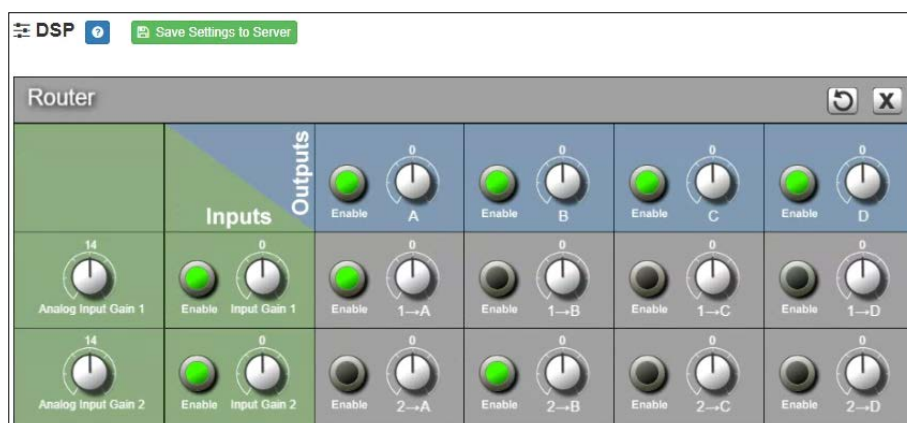 DSP ? Save Settings to Server
Router X
Outputs
Inputs
0 0 0 0
Enable A Enable B Enable C Enable D
14 0 0 0 0 0
Analog Input Gain 1 Enable Input Gain 1 Enable 1→A Enable 1→B Enable 1→C Enable 1→D
14 0 0 0 0 0
Analog Input Gain 2 Enable Input Gain 2 Enable 2→A Enable 2→B Enable 2→C Enable 2→D